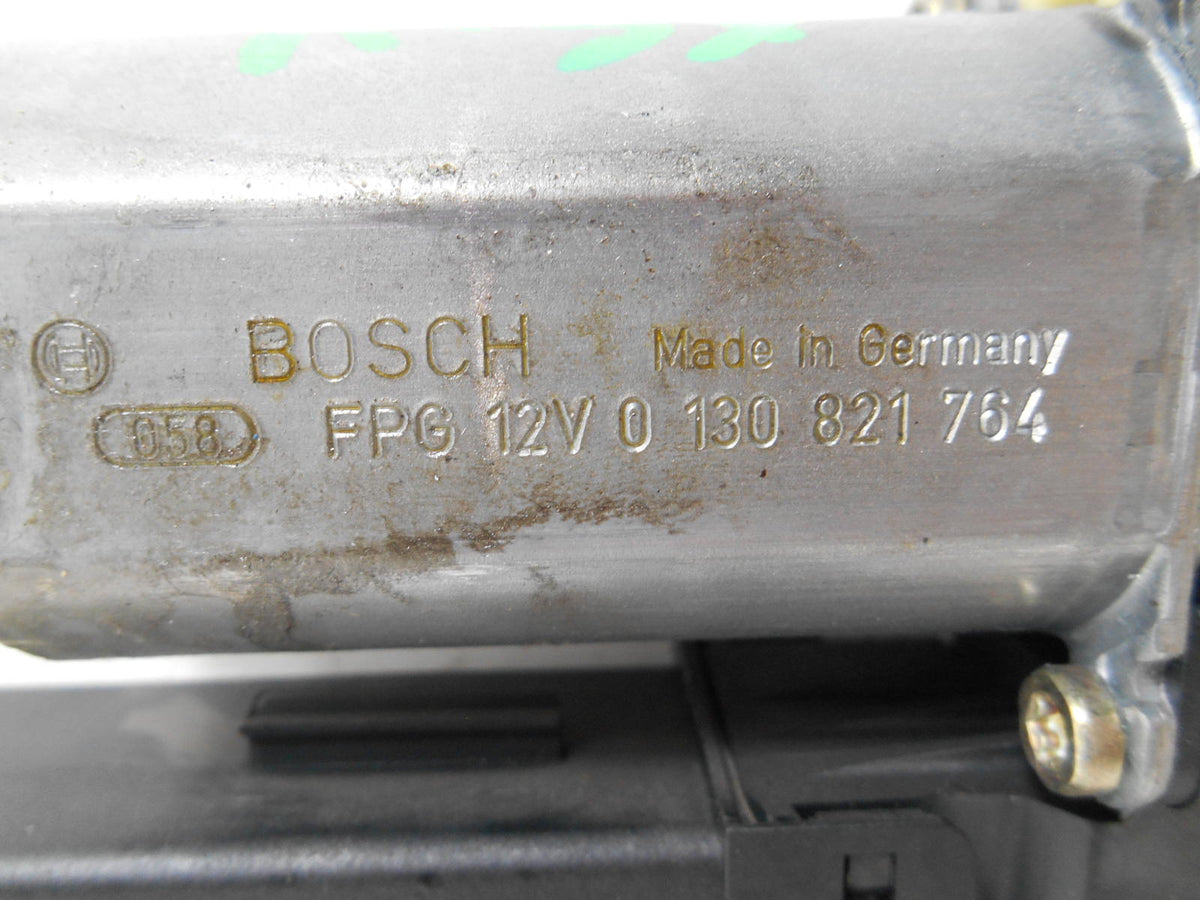 BOSCH Made in Germany
058 FPG 12V 0 130 821 764